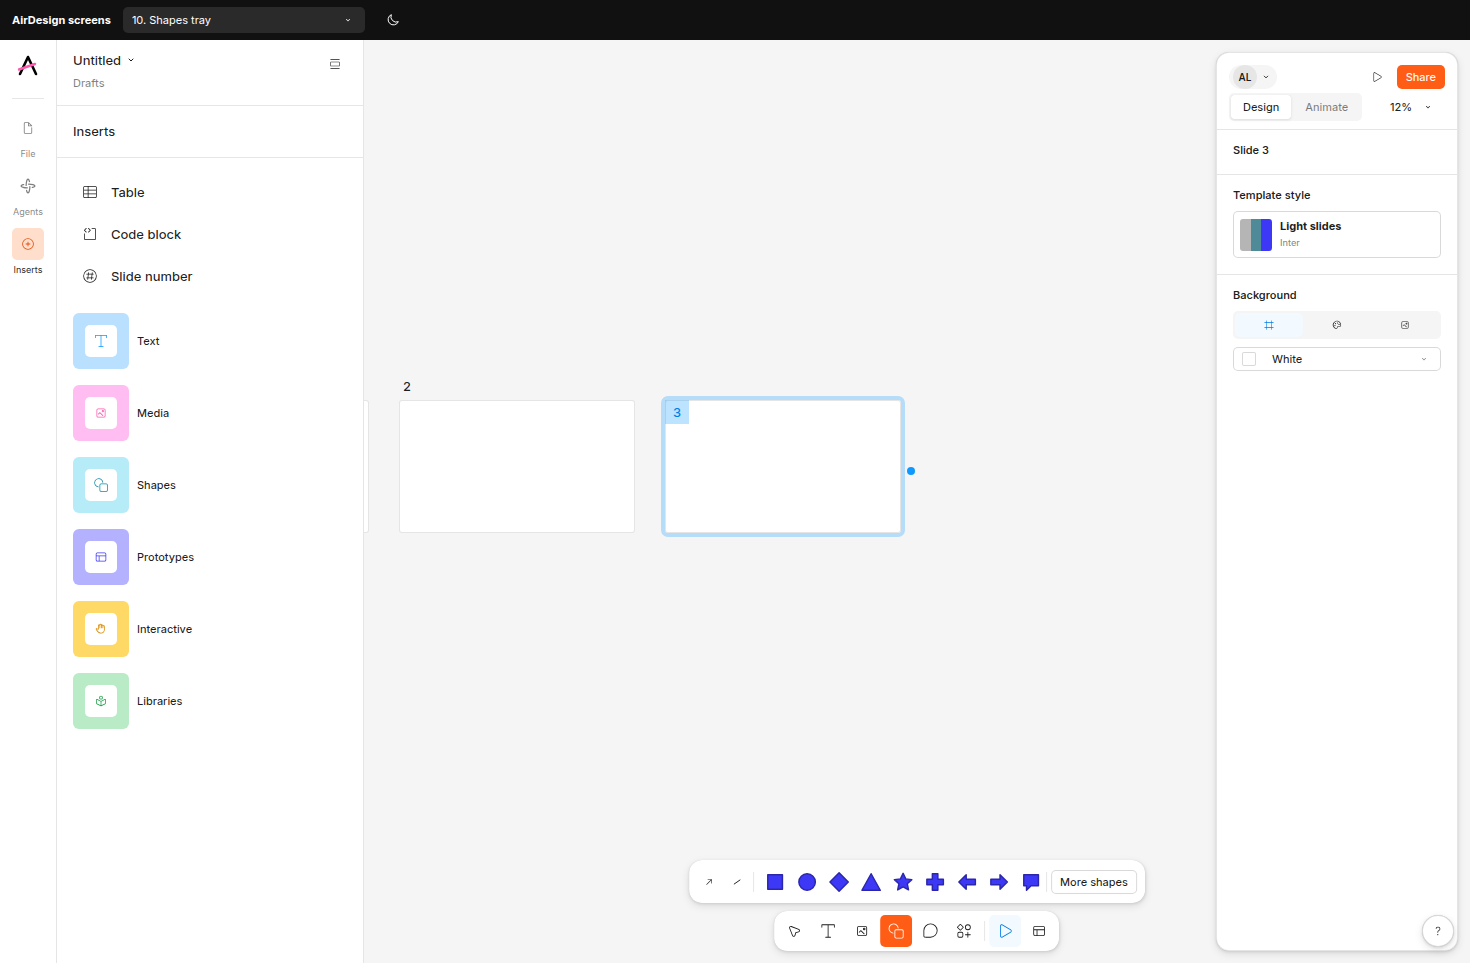 AirDesign screens
10. Shapes tray
Untitled
Drafts
File
Agents
Inserts
Inserts
Table
Code block
Slide number
Text
Media
Shapes
Prototypes
Interactive
Libraries
2
3
More shapes
AL
Share
Design
Animate
12%
Slide 3
Template style
Light slides
Inter
Background
White
?